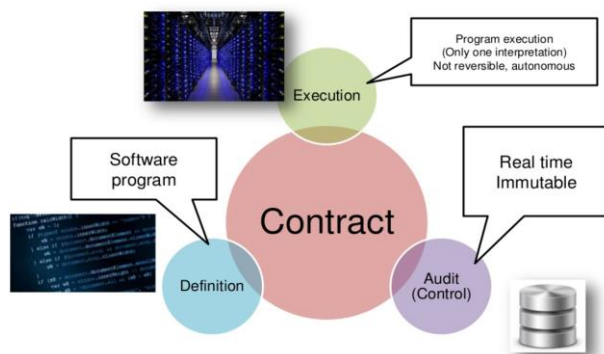 Program execution
(Only one interpretation)
Not reversible, autonomous
Execution
Software
program
Real time
Immutable
Contract
Definition
Audit
(Control)